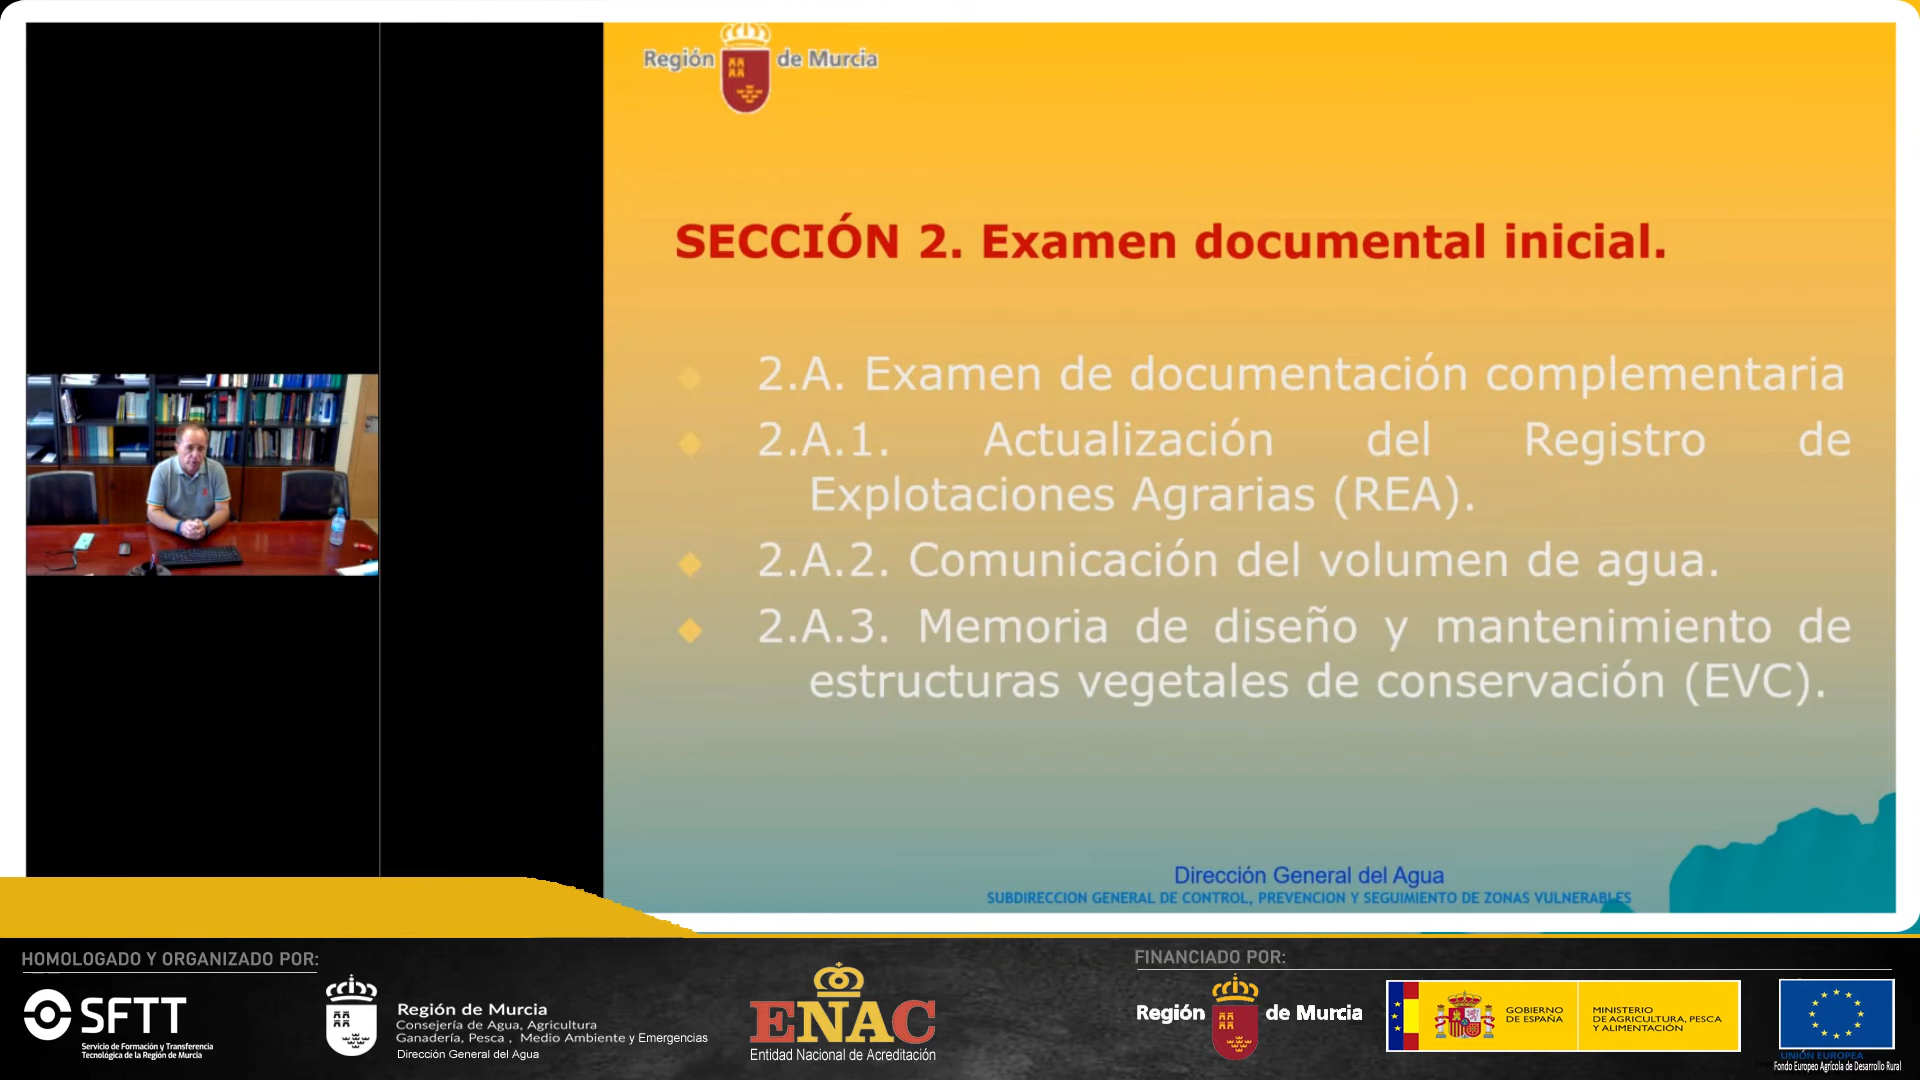 Región de Murcia
SECCIÓN 2. Examen documental inicial.
2.A. Examen de documentación complementaria
2.A.1. Actualización del Registro de
Explotaciones Agrarias (REA).
2.A.2. Comunicación del volumen de agua.
2.A.3. Memoria de diseño y mantenimiento de
estructuras vegetales de conservación (EVC).
Dirección General del Agua
SUBDIRECCION GENERAL DE CONTROL, PREVENCION Y SEGUIMIENTO DE ZONAS VULNERABLES
HOMOLOGADO Y ORGANIZADO POR:
SFTT
Servicio de Formación y Transferencia
Tecnológica de la Región de Murcia
Región de Murcia
Consejería de Agua, Agricultura
Ganadería, Pesca , Medio Ambiente y Emergencias
Dirección General del Agua
ENAC
Entidad Nacional de Acreditación
FINANCIADO POR:
Región de Murcia
GOBIERNO
DE ESPAÑA
MINISTERIO
DE AGRICULTURA, PESCA
Y ALIMENTACIÓN
UNIÓN EUROPEA
Fondo Europeo Agrícola de Desarrollo Rural